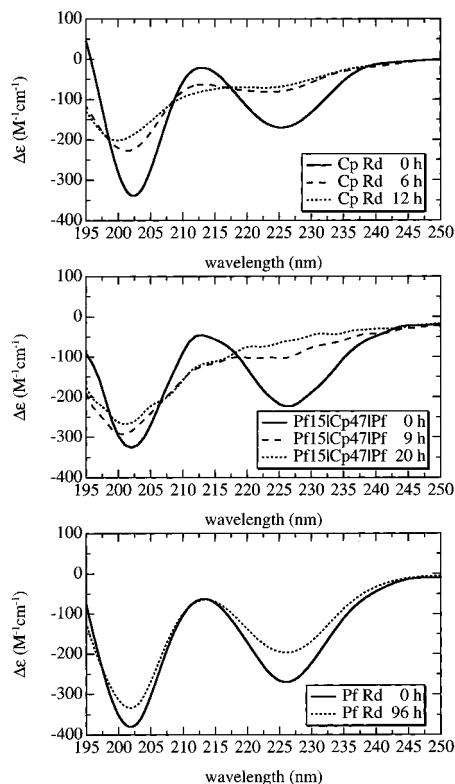 100
0
-100
-200
-300
-400
Δε (M⁻¹cm⁻¹)
Cp Rd 0 h
Cp Rd 6 h
Cp Rd 12 h
195 200 205 210 215 220 225 230 235 240 245 250
wavelength (nm)
100
0
-100
-200
-300
-400
Δε (M⁻¹cm⁻¹)
Pf15|Cp47|Pf 0 h
Pf15|Cp47|Pf 9 h
Pf15|Cp47|Pf 20 h
195 200 205 210 215 220 225 230 235 240 245 250
wavelength (nm)
100
0
-100
-200
-300
-400
Δε (M⁻¹cm⁻¹)
Pf Rd 0 h
Pf Rd 96 h
195 200 205 210 215 220 225 230 235 240 245 250
wavelength (nm)